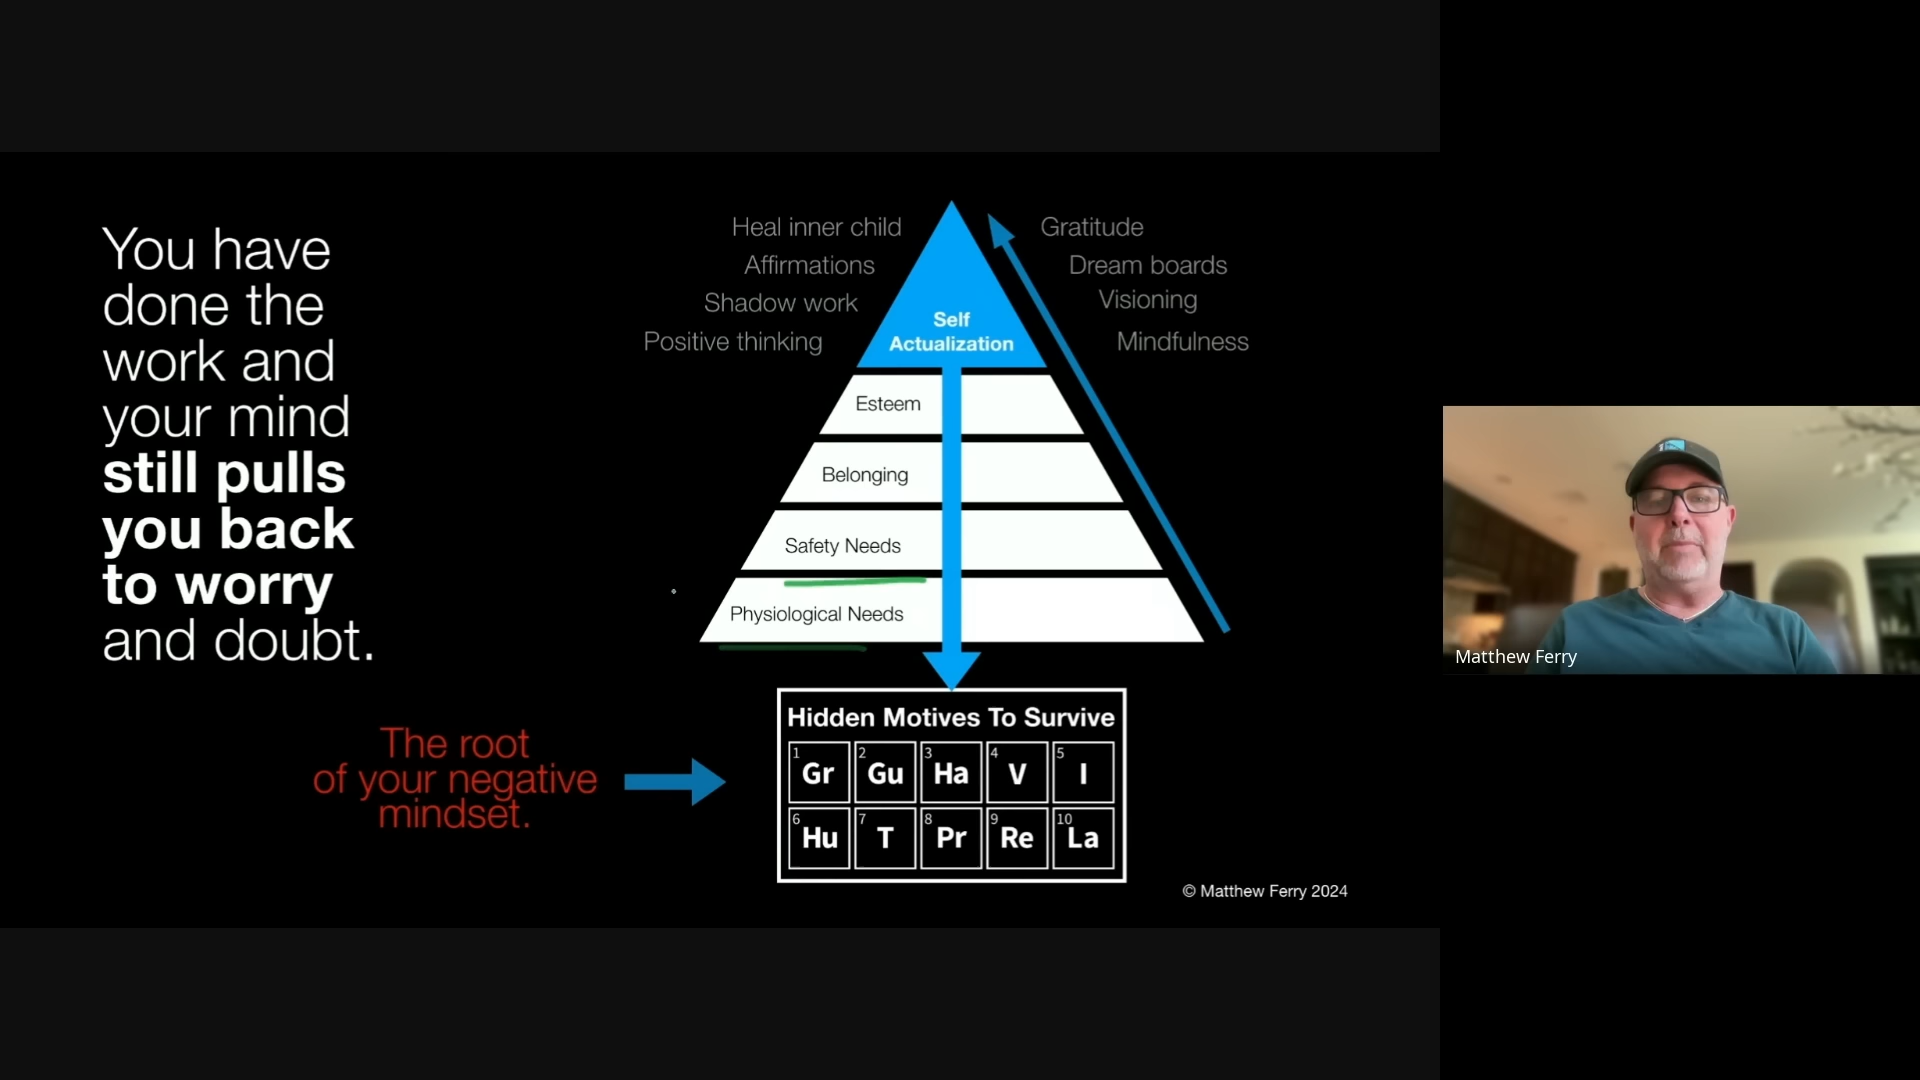 You have
done the
work and
your mind
still pulls
you back
to worry
and doubt.
Heal inner child
Affirmations
Shadow work
Positive thinking
Gratitude
Dream boards
Visioning
Mindfulness
Self
Actualization
Esteem
Belonging
Safety Needs
Physiological Needs
The root
of your negative
mindset.
Hidden Motives To Survive
1 Gr 2 Gu 3 Ha 4 V 5 I
6 Hu 7 T 8 Pr 9 Re 10 La
© Matthew Ferry 2024
Matthew Ferry